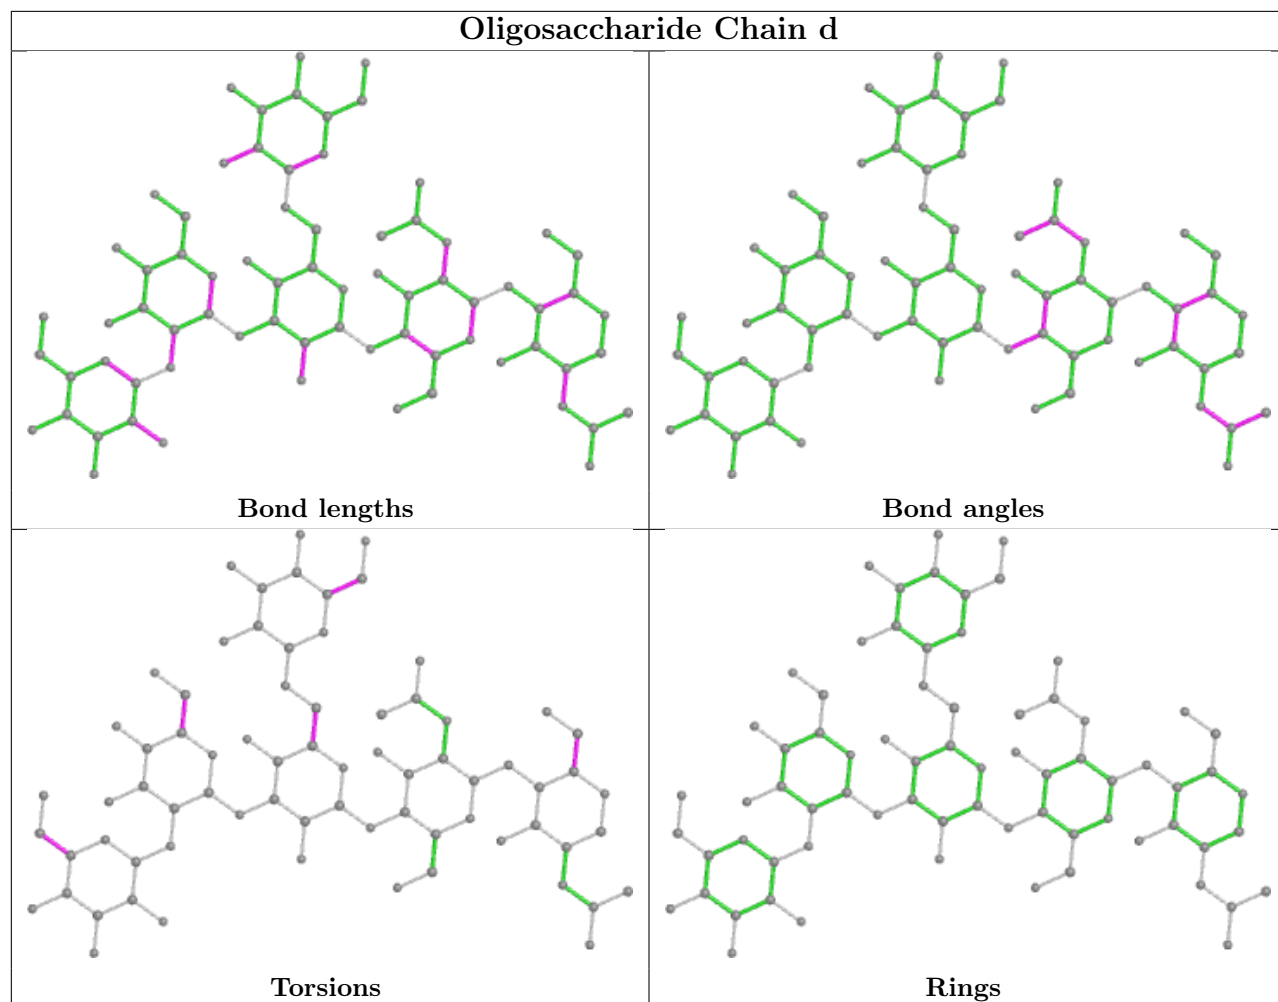 Oligosaccharide Chain d
Bond lengths
Bond angles
Torsions
Rings